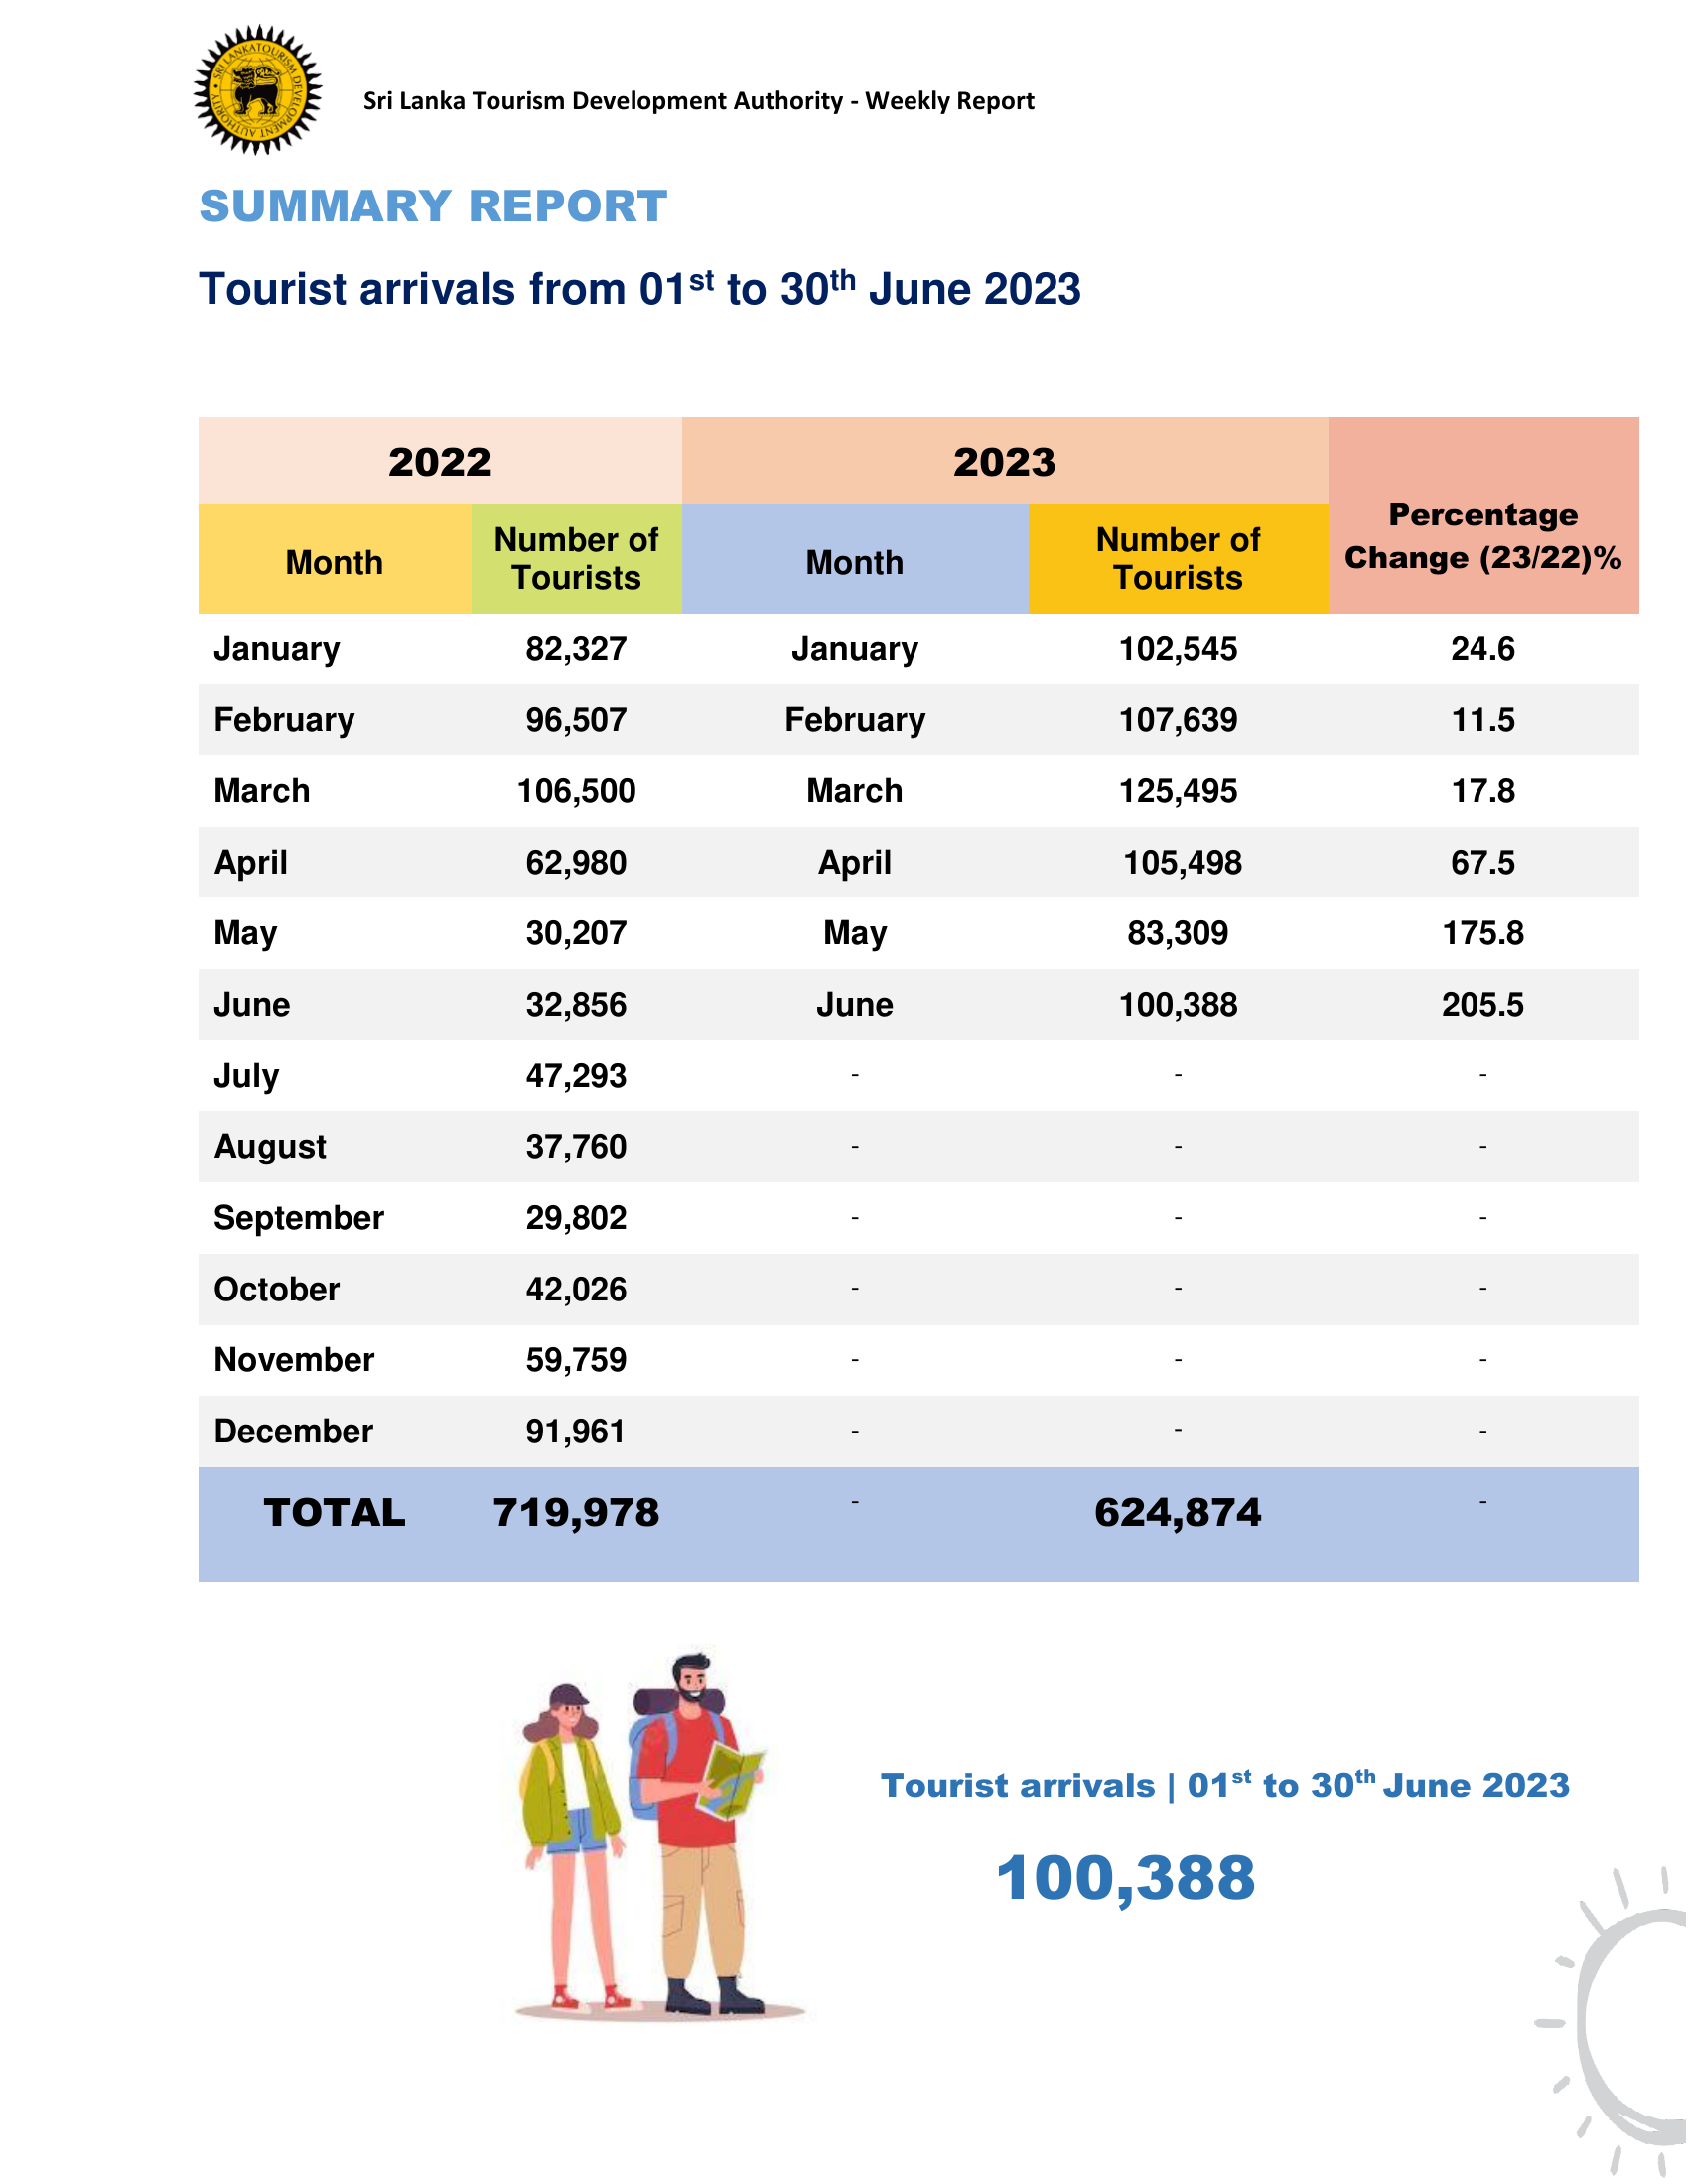 SRI LANKA TOURISM DEVELOPMENT AUTHORITY
Sri Lanka Tourism Development Authority - Weekly Report
SUMMARY REPORT
Tourist arrivals from 01st to 30th June 2023
2022 2023 Percentage Change (23/22)%
Month Number of Tourists Month Number of Tourists
January 82,327 January 102,545 24.6
February 96,507 February 107,639 11.5
March 106,500 March 125,495 17.8
April 62,980 April 105,498 67.5
May 30,207 May 83,309 175.8
June 32,856 June 100,388 205.5
July 47,293 - - -
August 37,760 - - -
September 29,802 - - -
October 42,026 - - -
November 59,759 - - -
December 91,961 - - -
TOTAL 719,978 - 624,874 -
Tourist arrivals | 01st to 30th June 2023
100,388